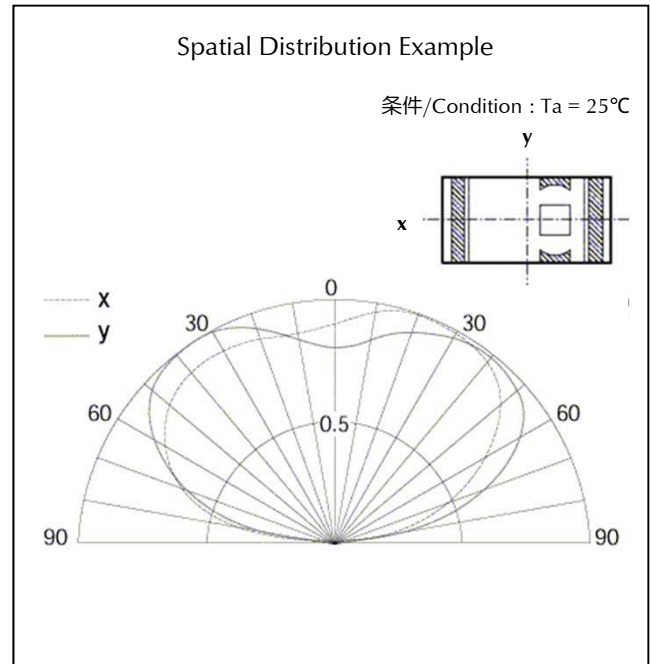 Spatial Distribution Example
条件/Condition : Ta = 25℃
y
x
x
y
0
30
30
60
60
0.5
90
90